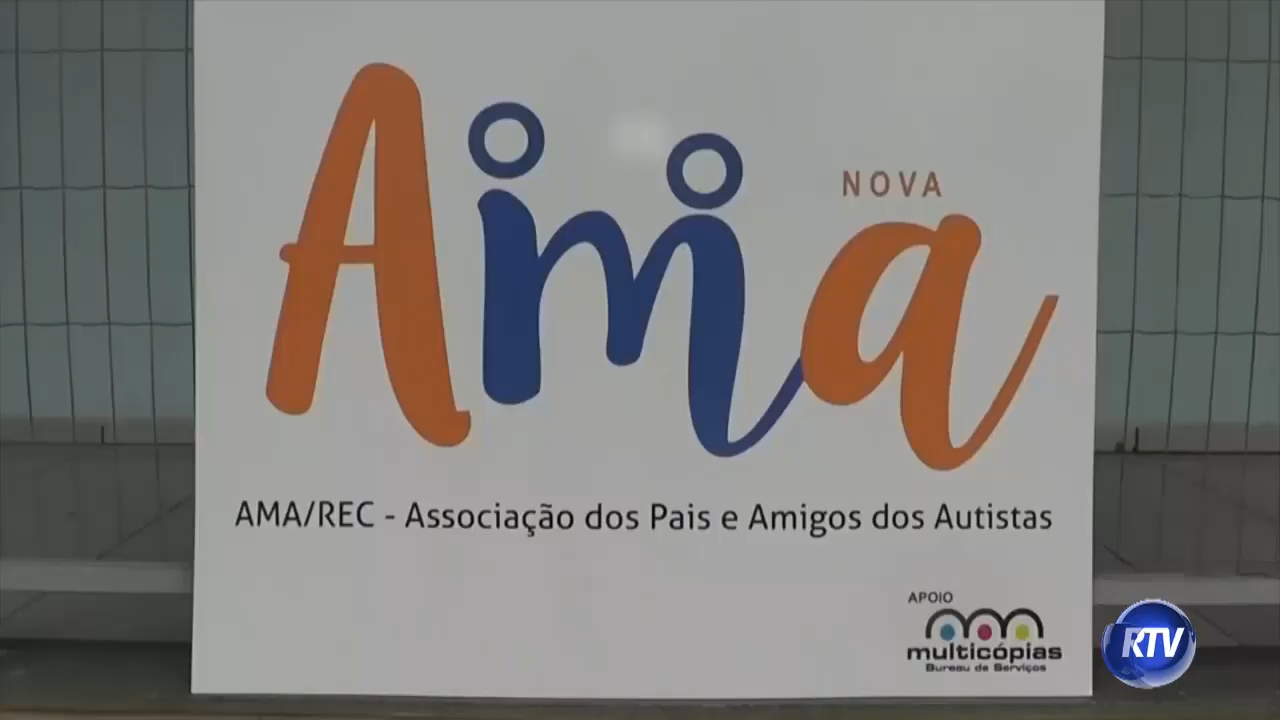 NOVA
Ama
AMA/REC - Associação dos Pais e Amigos dos Autistas
APOIO
multicópias
Bureau de Serviços
RTV